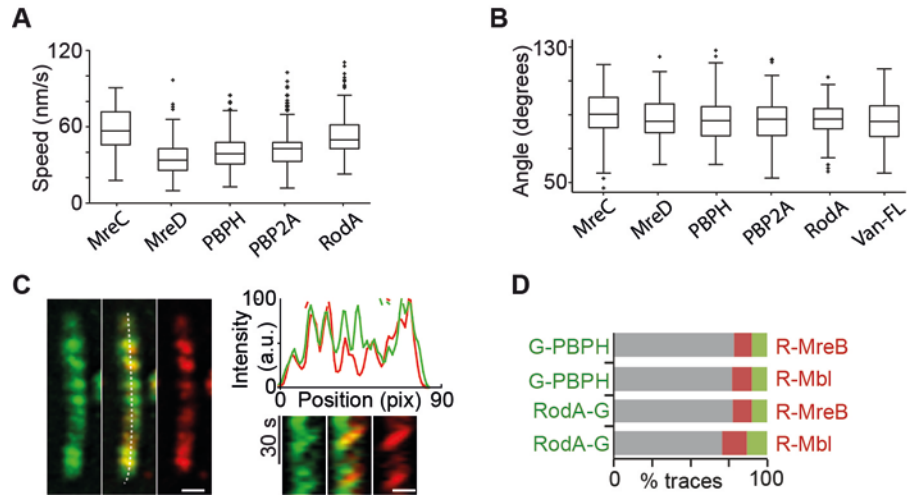 A
Speed (nm/s)
120
60
0
MreC
MreD
PBPH
PBP2A
RodA
B
Angle (degrees)
130
50
MreC
MreD
PBPH
PBP2A
RodA
Van-FL
C
Intensity
(a.u.)
100
0
0 Position (pix) 90
30 s
D
G-PBPH R-MreB
G-PBPH R-Mbl
RodA-G R-MreB
RodA-G R-Mbl
0 % traces 100